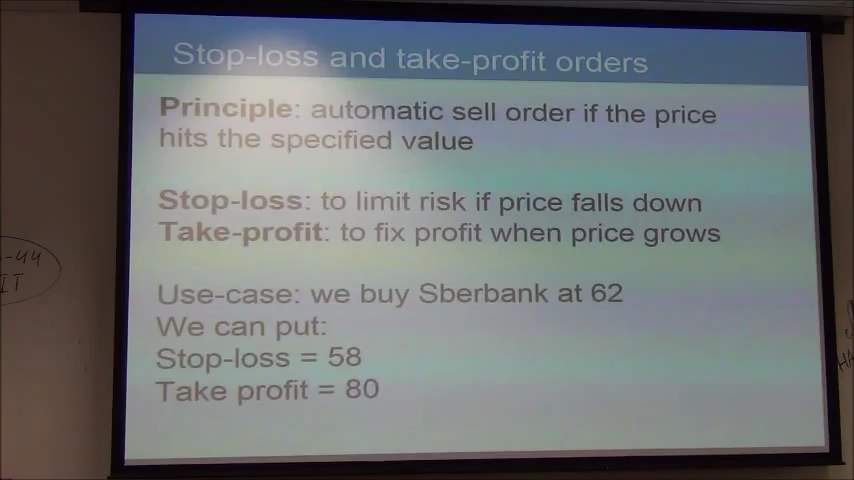 Stop-loss and take-profit orders
Principle: automatic sell order if the price
hits the specified value
Stop-loss: to limit risk if price falls down
Take-profit: to fix profit when price grows
Use-case: we buy Sberbank at 62
We can put:
Stop-loss = 58
Take profit = 80
-44
IT